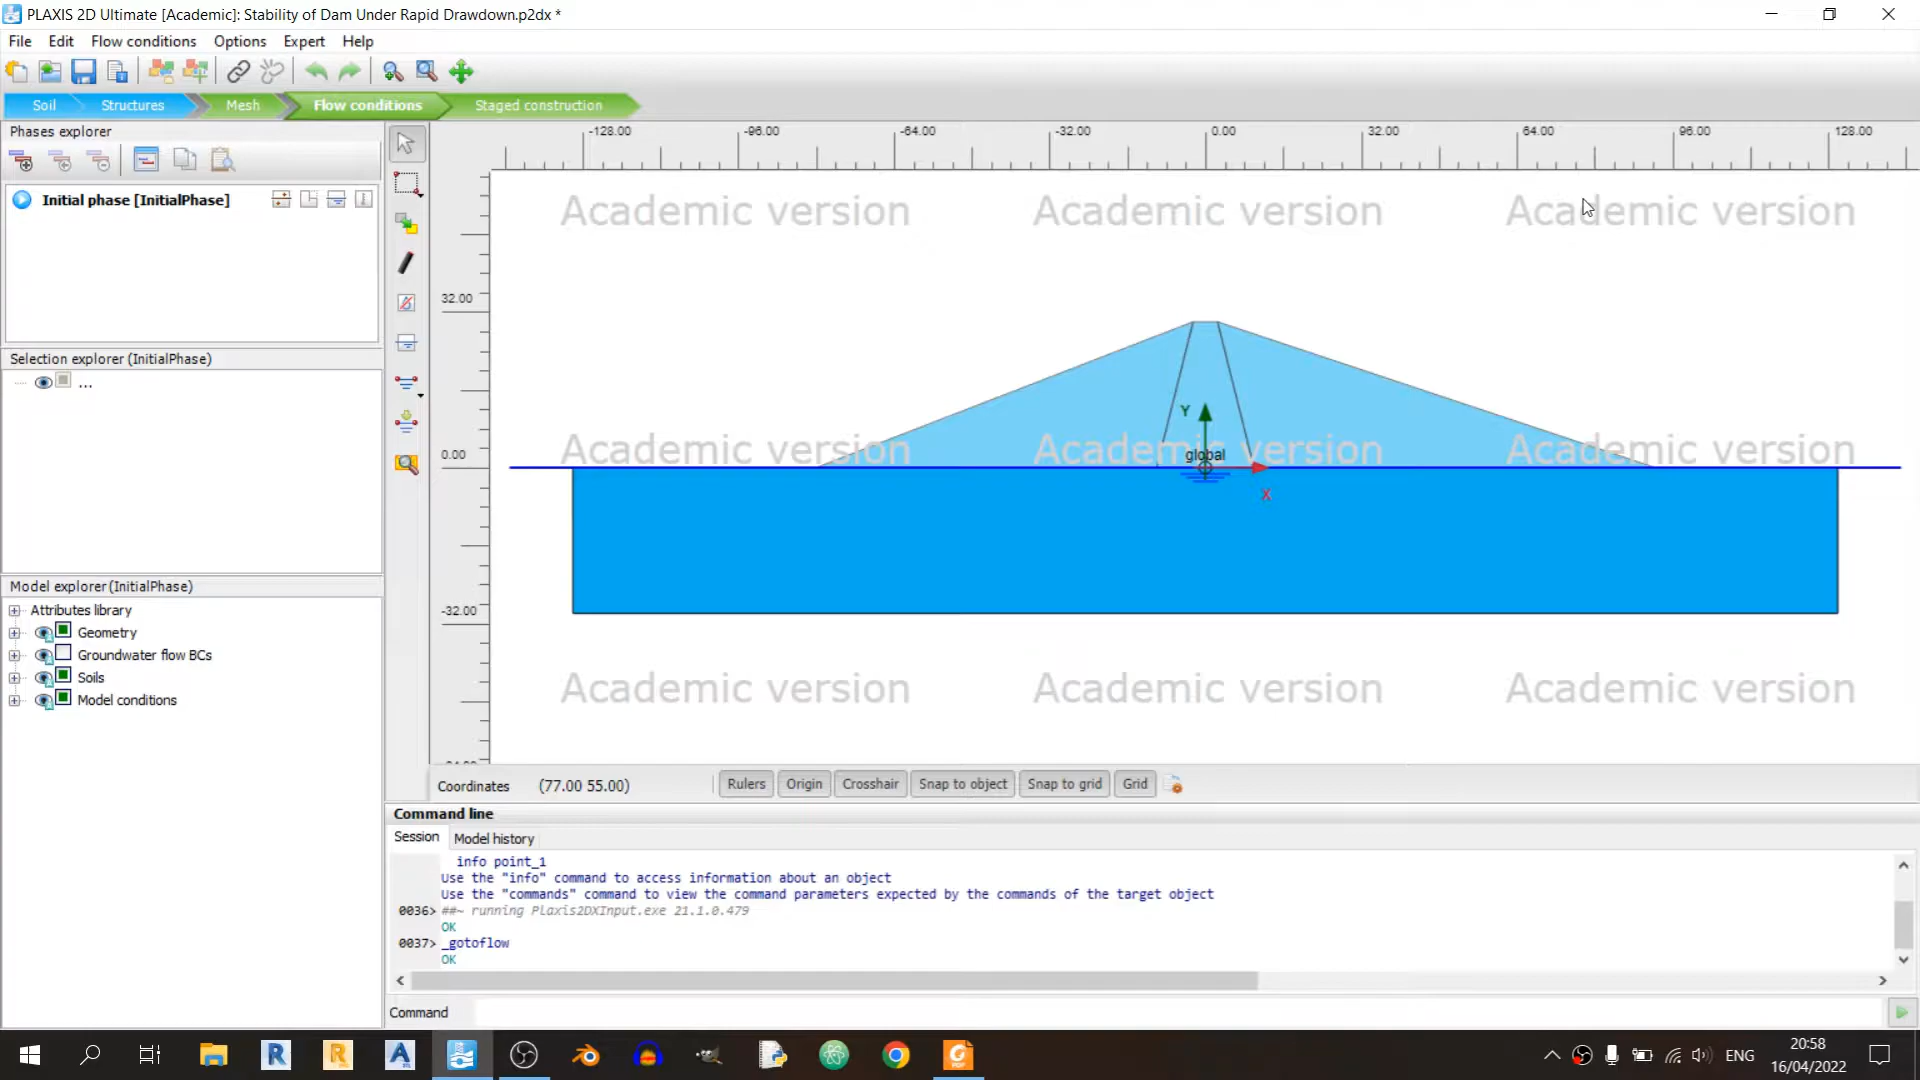 PLAXIS 2D Ultimate [Academic]: Stability of Dam Under Rapid Drawdown.p2dx *
File Edit Flow conditions Options Expert Help
Soil Structures Mesh Flow conditions Staged construction
Phases explorer
Initial phase [InitialPhase]
Selection explorer (InitialPhase)
...
Model explorer (InitialPhase)
Attributes library
Geometry
Groundwater flow BCs
Soils
Model conditions
-128.00 -96.00 -64.00 -32.00 0.00 32.00 64.00 96.00 128.00
32.00
0.00
-32.00
Academic version Academic version Academic version
Y
Academic version Academic version Academic version
global
X
Academic version Academic version Academic version
Coordinates (77.00 55.00) Rulers Origin Crosshair Snap to object Snap to grid Grid
Command line
Session Model history
info point_1
Use the "info" command to access information about an object
Use the "commands" command to view the command parameters expected by the commands of the target object
0036> ##~ running Plaxis2DXInput.exe 21.1.0.479
OK
0037> _gotoflow
OK
Command
20:58
ENG
16/04/2022